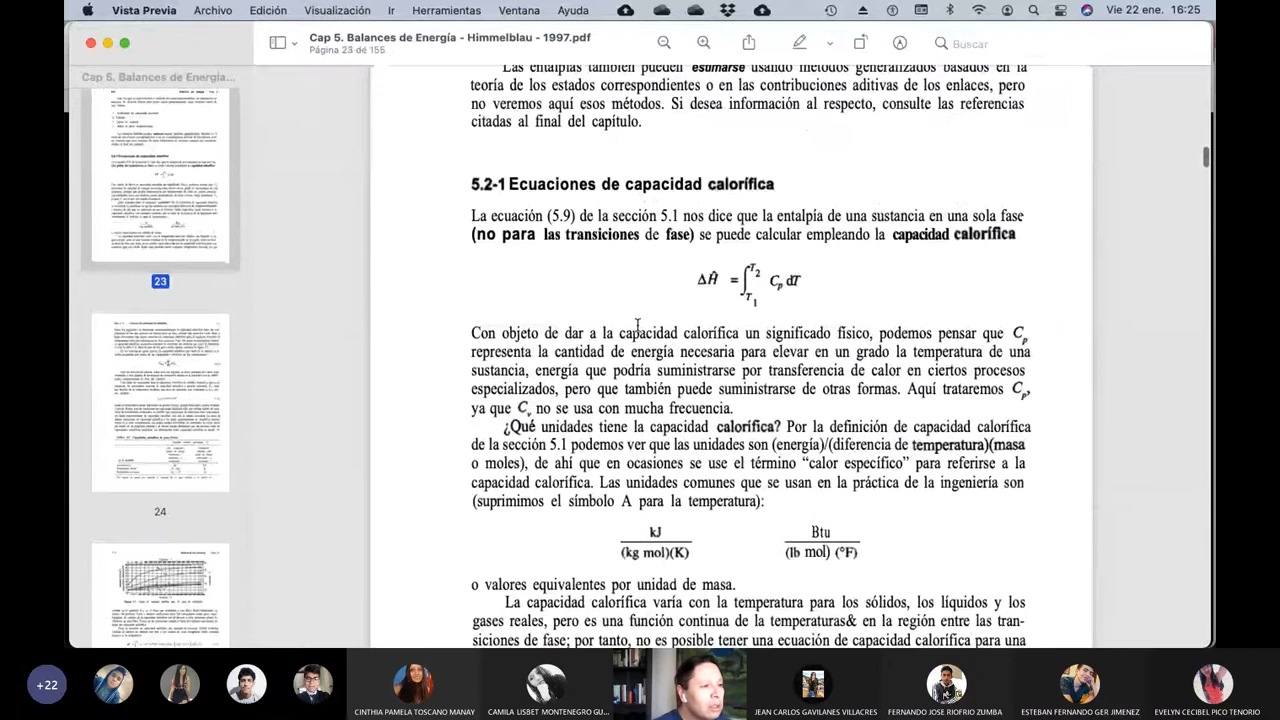 Vista Previa Archivo Edición Visualización Ir Herramientas Ventana Ayuda Vie 22 ene. 16:25
Cap 5. Balances de Energía - Himmelblau - 1997.pdf
Página 23 de 155
Buscar
Cap 5. Balances de Energía...
23
24
Las entalpías también pueden estimarse usando métodos generalizados basados en la
teoría de los estados correspondientes o en las contribuciones aditivas de los enlaces, pero
no veremos aquí esos métodos. Si desea información al respecto, consulte las referencias
citadas al final del capítulo.
5.2-1 Ecuaciones de capacidad calorífica
La ecuación (5.9) de la sección 5.1 nos dice que la entalpía de una sustancia en una sola fase
(no para las transiciones de fase) se puede calcular empleando la capacidad calorífica
ΔĤ = ∫T1T2 Cp dT
Con objeto de dar a la capacidad calorífica un significado físico, podemos pensar que Cp
representa la cantidad de energía necesaria para elevar en un grado la temperatura de una
sustancia, energía que podría suministrarse por transferencia de calor en ciertos procesos
especializados, pero que también puede suministrarse de otras formas. Aquí trataremos Cp,
ya que Cv no se usa con mucha frecuencia.
¿Qué unidades tiene la capacidad calorífica? Por la definición de capacidad calorífica
de la sección 5.1 podemos ver que las unidades son (energía)/(diferencia de temperatura)(masa
o moles), de ahí que en ocasiones se use el término “calor específico” para referirse a la
capacidad calorífica. Las unidades comunes que se usan en la práctica de la ingeniería son
(suprimimos el símbolo A para la temperatura):
kJ Btu
(kg mol)(K) (lb mol) (°F)
o valores equivalentes por unidad de masa.
La capacidad calorífica varía con la temperatura para los sólidos, los líquidos y los
gases reales, pero es una función continua de la temperatura en la región entre las tran-
siciones de fase; por tanto, no es posible tener una ecuación de capacidad calorífica para una
+22
CINTHIA PAMELA TOSCANO MANAY
CAMILA LISBET MONTENEGRO GU...
JEAN CARLOS GAVILANES VILLACRES
FERNANDO JOSE RIOFRIO ZUMBA
ESTEBAN FERNANDO GER JIMENEZ
EVELYN CECIBEL PICO TENORIO